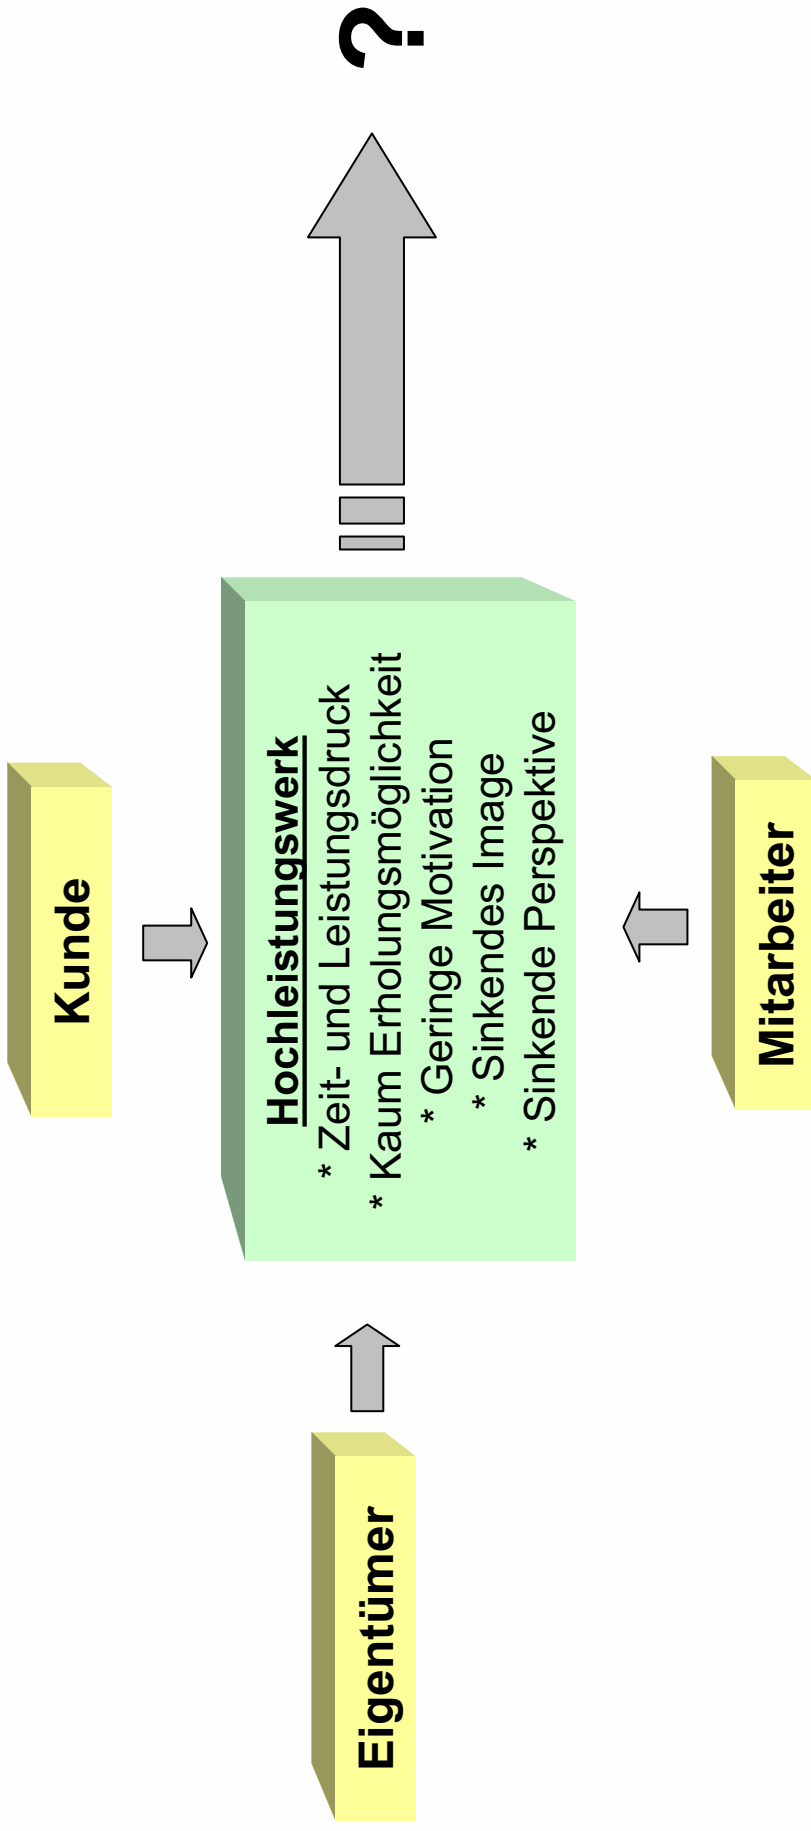 Kunde
Eigentümer
Hochleistungswerk
* Zeit- und Leistungsdruck
* Kaum Erholungsmöglichkeit
* Geringe Motivation
* Sinkendes Image
* Sinkende Perspektive
?
Mitarbeiter